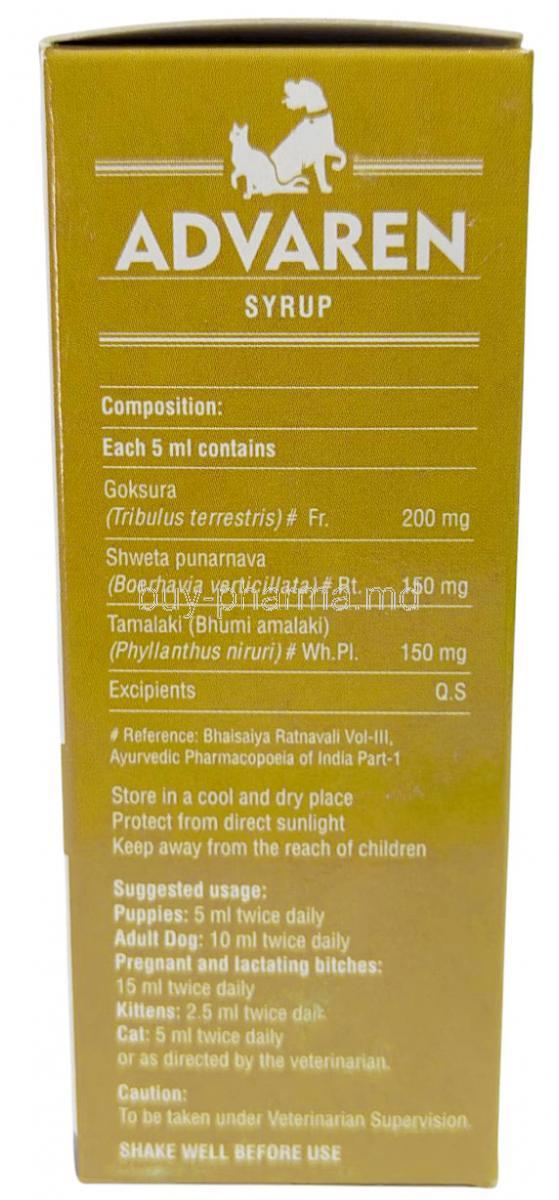 ADVAREN
SYRUP
Composition:
Each 5 ml contains
Goksura
(Tribulus terrestris) # Fr. 200 mg
Shweta punarnava
(Boerhavia verticillata) # Rt. 150 mg
buy-pharma.md
Tamalaki (Bhumi amalaki)
(Phyllanthus niruri) # Wh.Pl. 150 mg
Excipients Q.S
# Reference: Bhaisaiya Ratnavali Vol-III,
Ayurvedic Pharmacopoeia of India Part-1
Store in a cool and dry place
Protect from direct sunlight
Keep away from the reach of children
Suggested usage:
Puppies: 5 ml twice daily
Adult Dog: 10 ml twice daily
Pregnant and lactating bitches:
15 ml twice daily
Kittens: 2.5 ml twice daily
Cat: 5 ml twice daily
or as directed by the veterinarian.
Caution:
To be taken under Veterinarian Supervision.
SHAKE WELL BEFORE USE